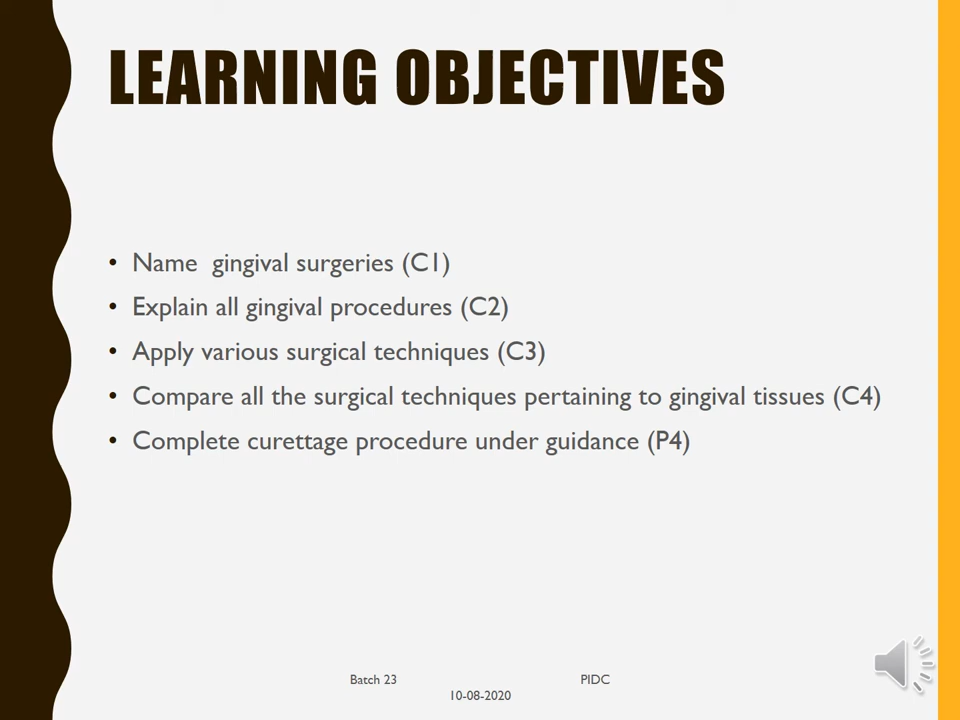 LEARNING OBJECTIVES
• Name gingival surgeries (C1)
• Explain all gingival procedures (C2)
• Apply various surgical techniques (C3)
• Compare all the surgical techniques pertaining to gingival tissues (C4)
• Complete curettage procedure under guidance (P4)
Batch 23 PIDC
10-08-2020